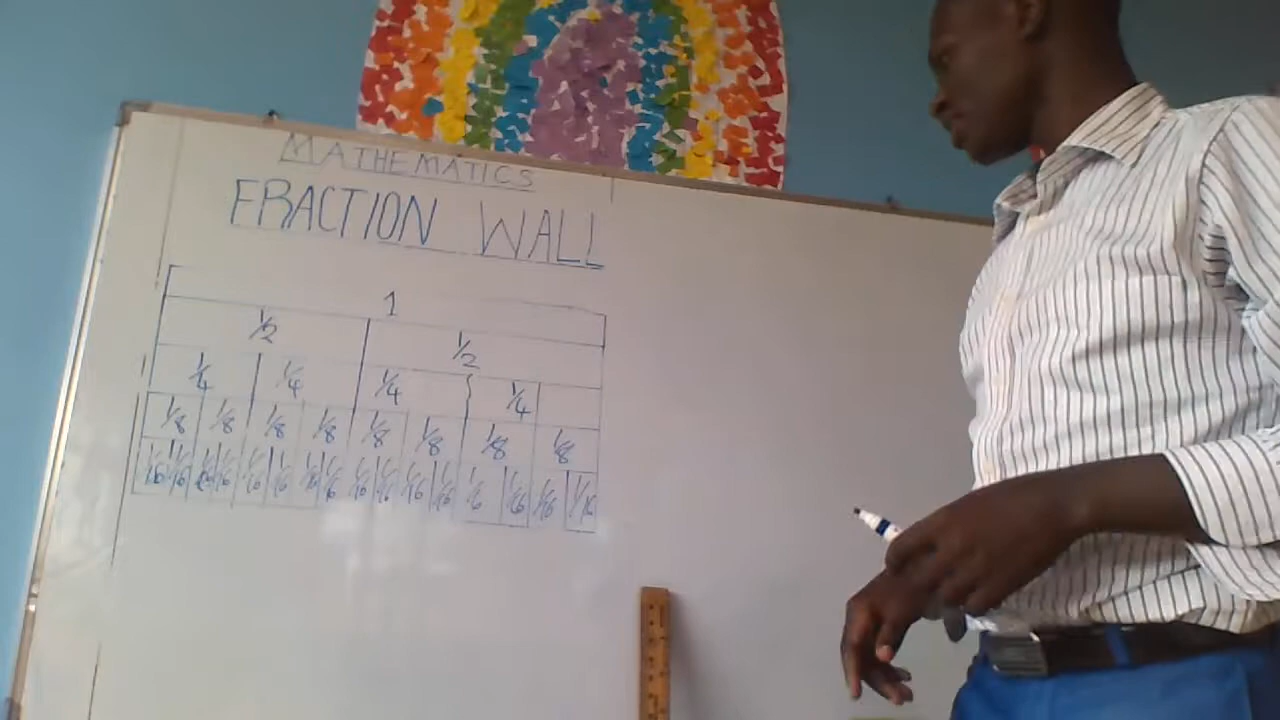 MATHEMATICS
FRACTION WALL
1
1/2 1/2
1/4 1/4 1/4 1/4
1/8 1/8 1/8 1/8 1/8 1/8 1/8 1/8
1/16 1/16 1/16 1/16 1/16 1/16 1/16 1/16 1/16 1/16 1/16 1/16 1/16 1/16 1/16 1/16